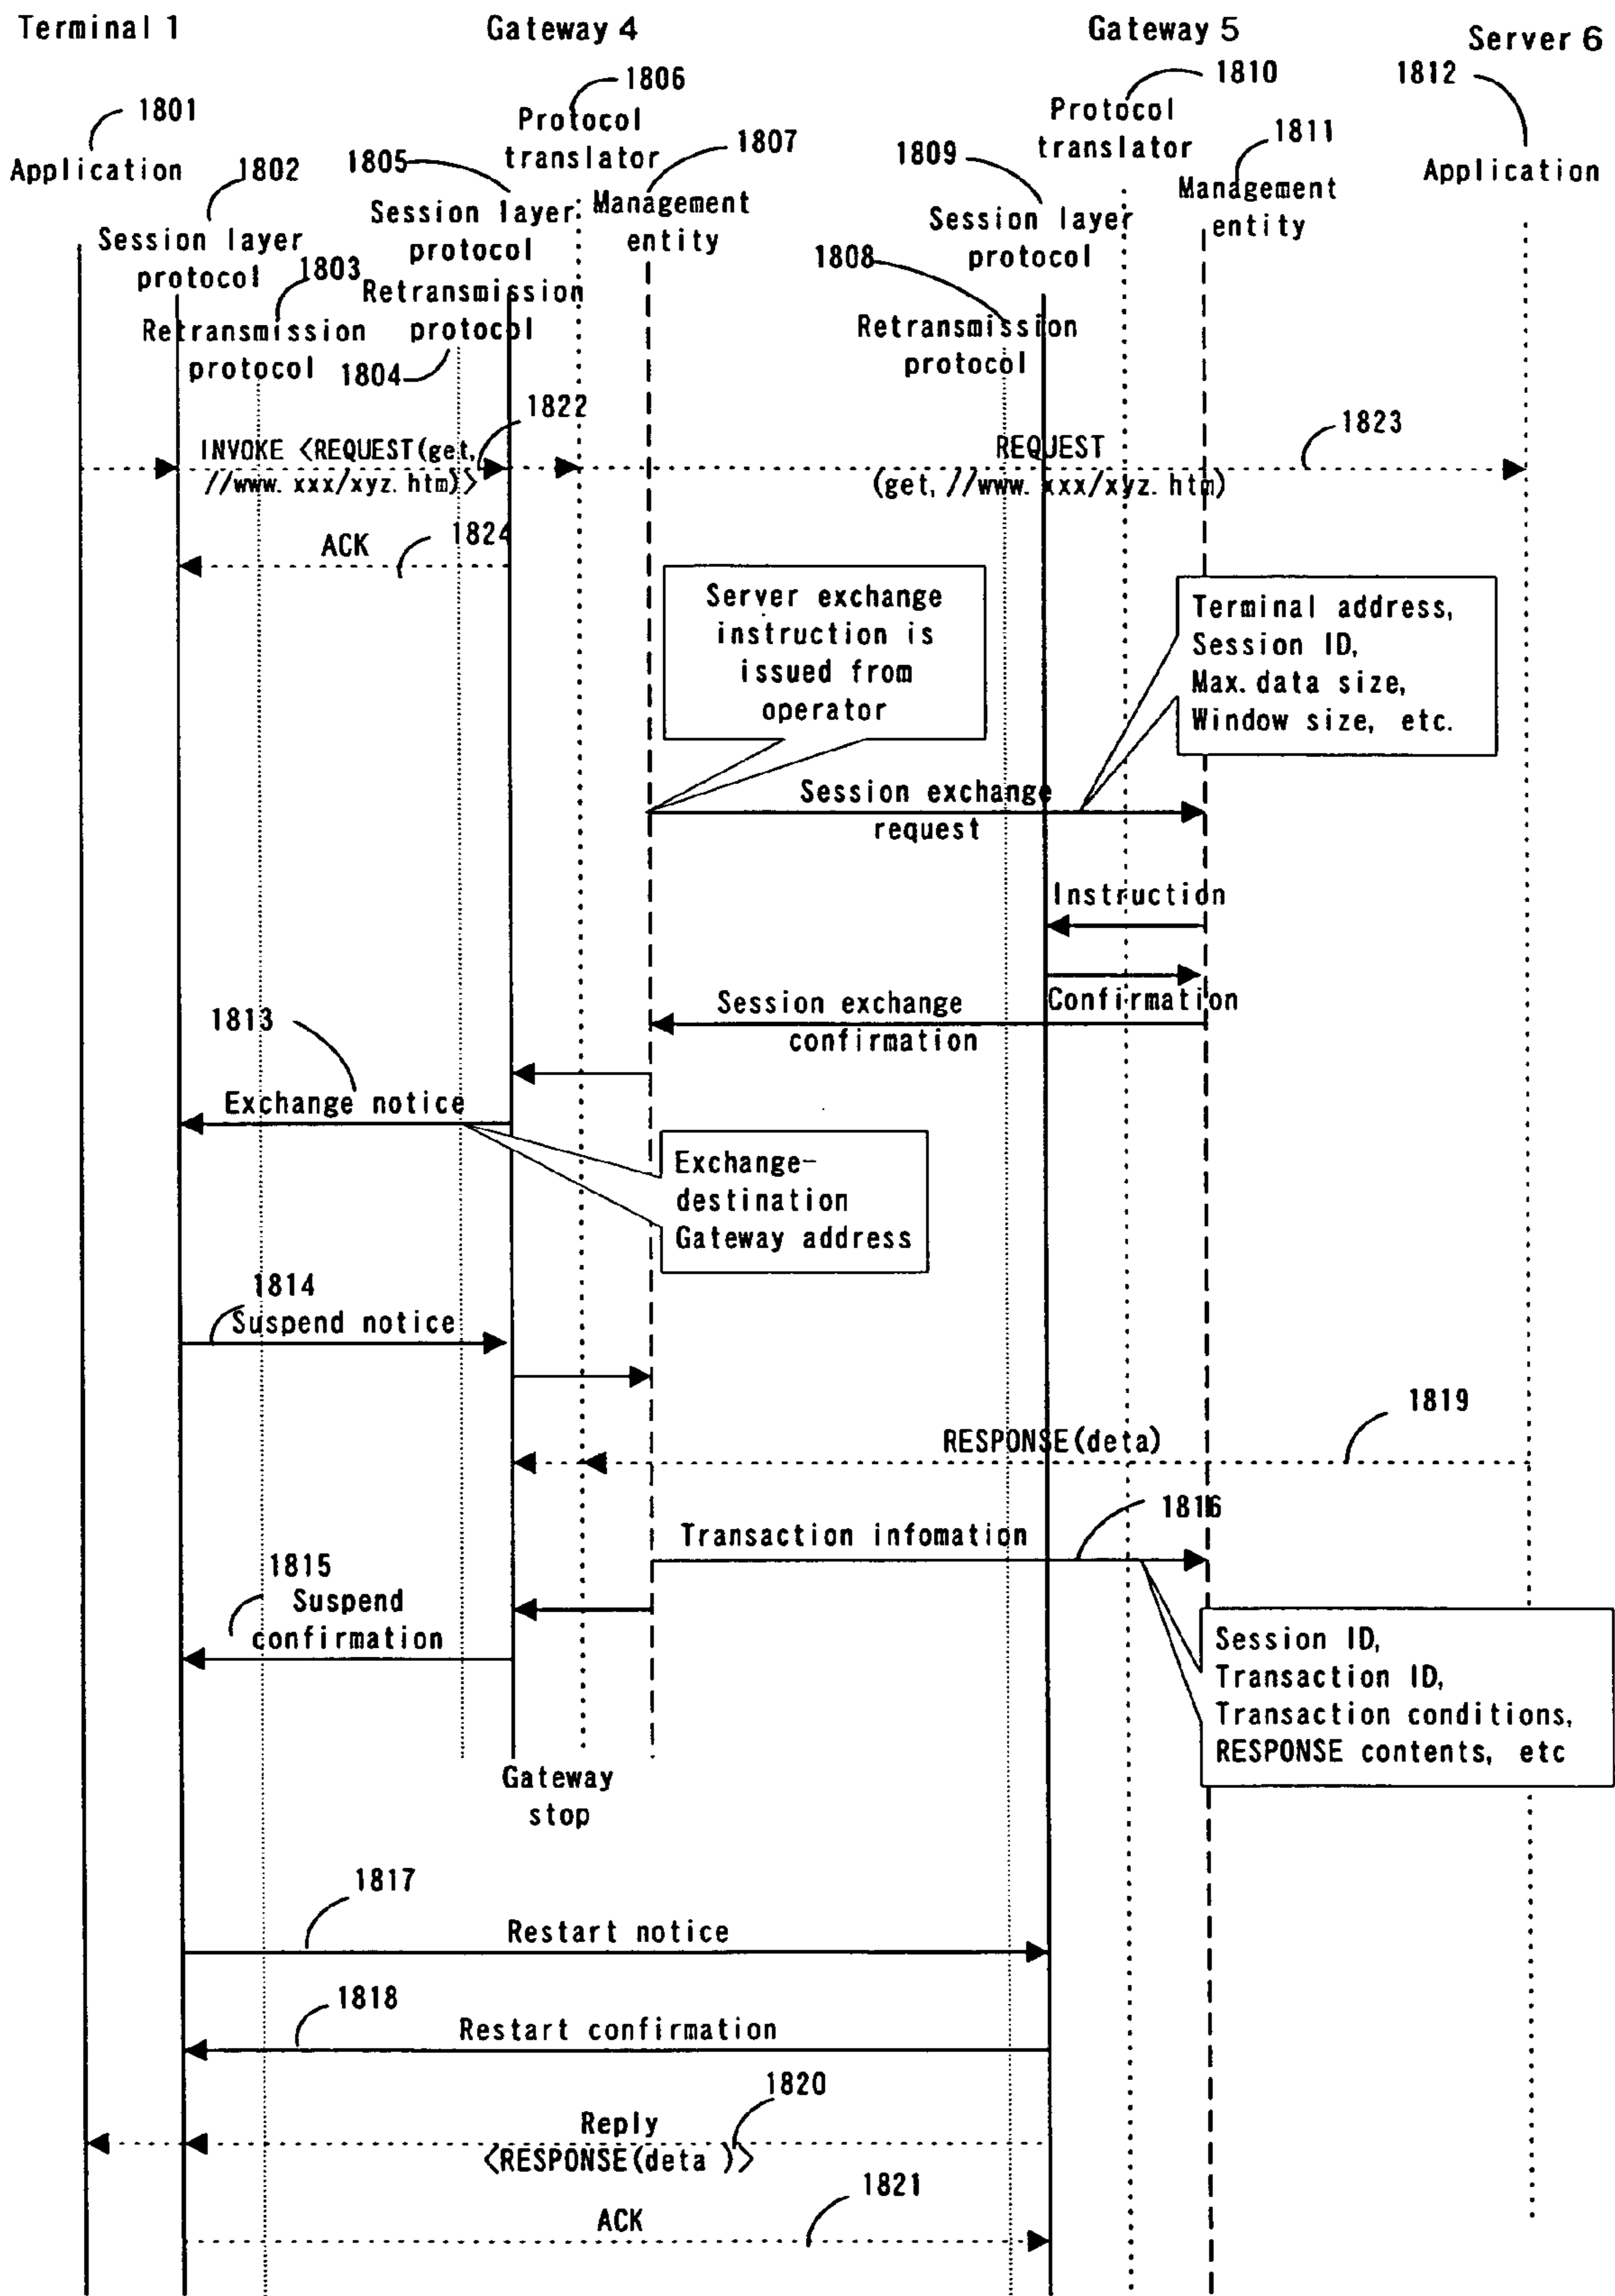 Terminal 1
Gateway 4
Gateway 5
Server 6
1806
1810
1812
1801
Protocol
translator
1807
Protocol
translator
1811
Application
1802
1805
1809
Application
Session layer
protocol
Management
entity
Session layer
protocol
Management
entity
Session layer
protocol
1803
1808
Retransmission
protocol
Retransmission
protocol
1804
Retransmission
protocol
1822
1823
INVOKE <REQUEST(get,
//www. xxx/xyz. htm)>
REQUEST
(get, //www. xxx/xyz. htm)
1824
ACK
Server exchange
instruction is
issued from
operator
Terminal address,
Session ID,
Max. data size,
Window size, etc.
Session exchange
request
Instruction
Confirmation
Session exchange
confirmation
1813
Exchange notice
Exchange-
destination
Gateway address
1814
Suspend notice
1819
RESPONSE(deta)
1816
Transaction infomation
1815
Suspend
confirmation
Session ID,
Transaction ID,
Transaction conditions,
RESPONSE contents, etc
Gateway
stop
1817
Restart notice
1818
Restart confirmation
1820
Reply
<RESPONSE(deta )>
1821
ACK